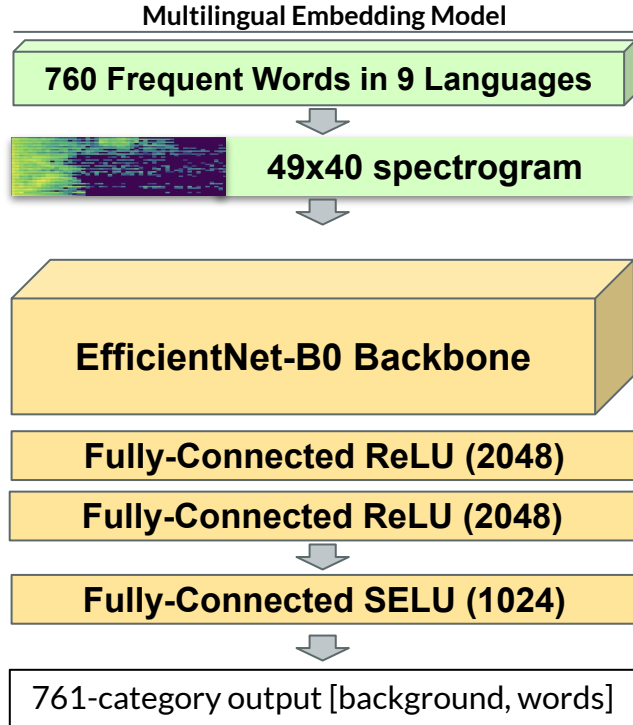 Multilingual Embedding Model
760 Frequent Words in 9 Languages
49x40 spectrogram
EfficientNet-B0 Backbone
Fully-Connected ReLU (2048)
Fully-Connected ReLU (2048)
Fully-Connected SELU (1024)
761-category output [background, words]